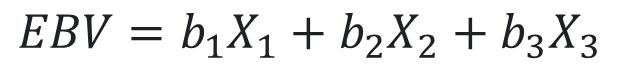 EBV = b₁X₁ + b₂X₂ + b₃X₃